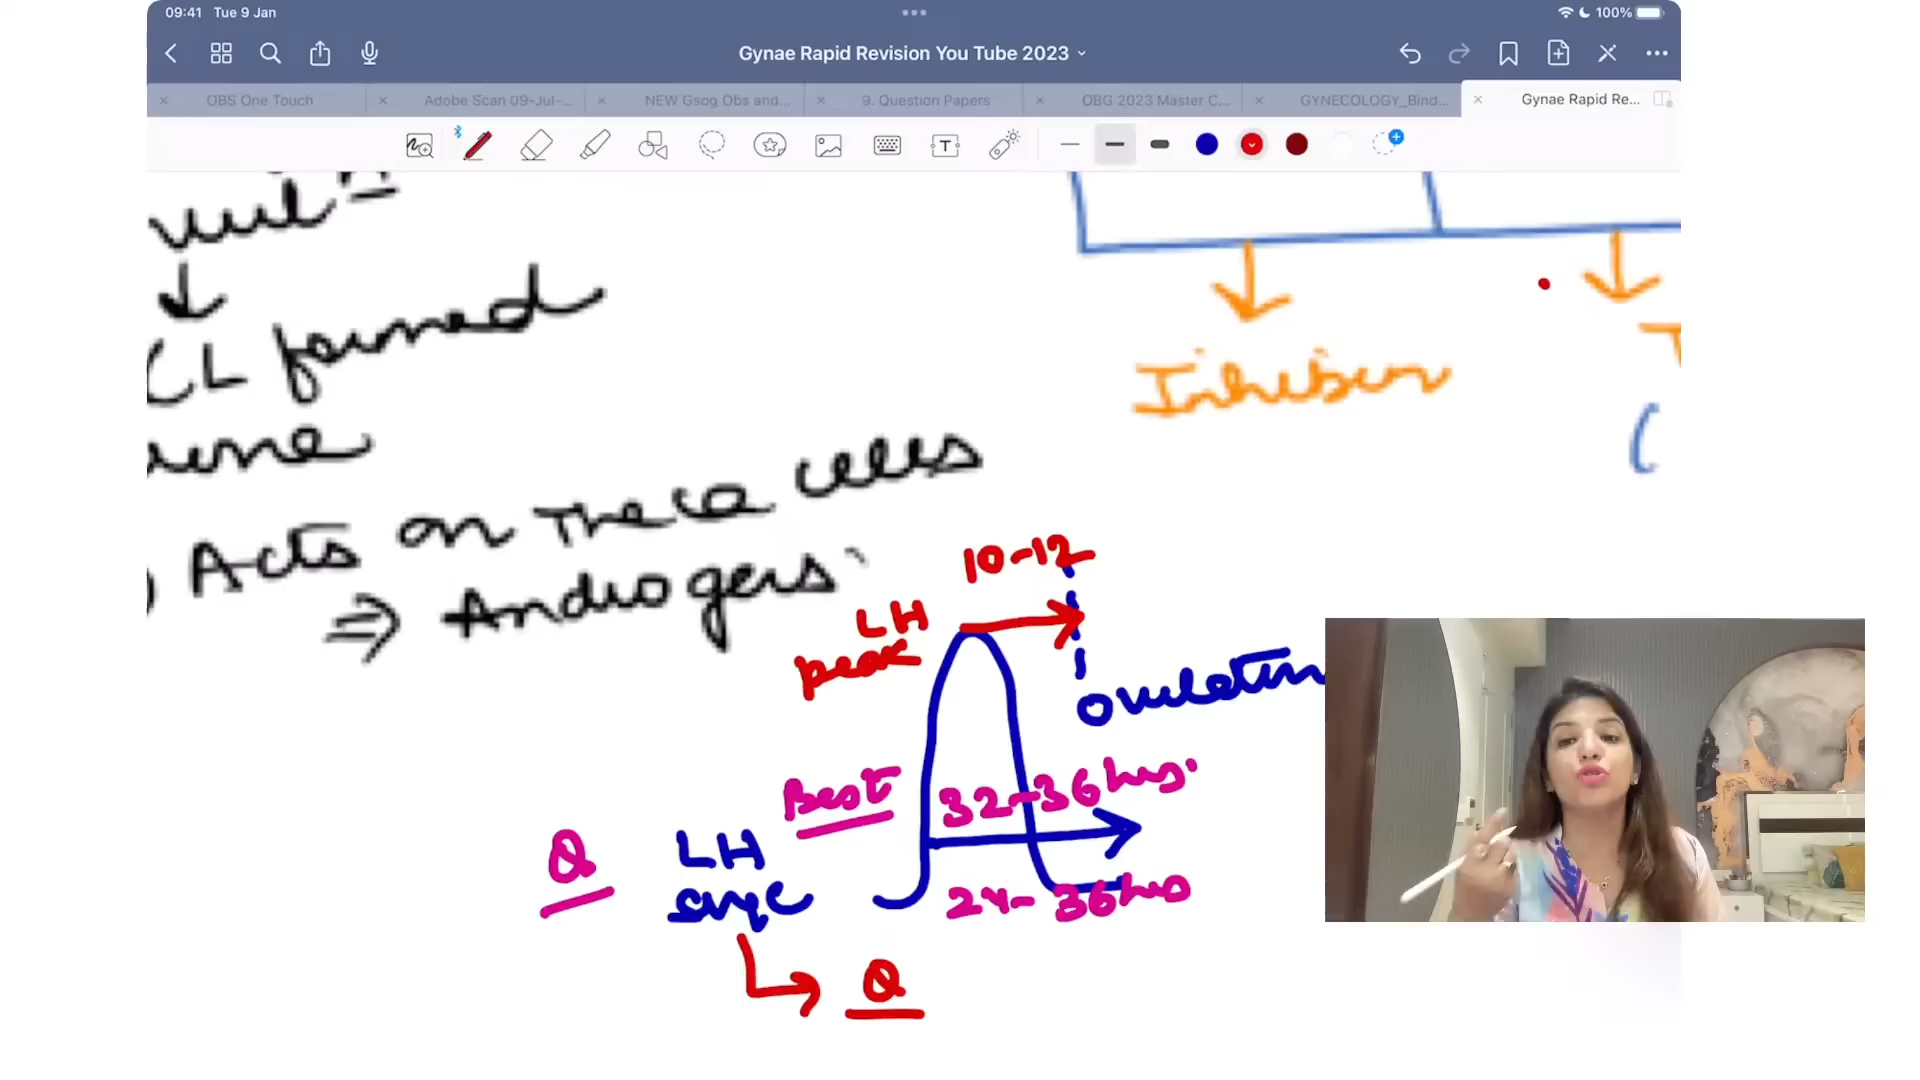 09:41 Tue 9 Jan
100%
Gynae Rapid Revision You Tube 2023
OBS One Touch
Adobe Scan 09-Jul-...
NEW Gsog Obs and...
9. Question Papers
OBG 2023 Master C...
GYNECOLOGY_Bind...
Gynae Rapid Re...
CL formed
Inhibin
Acts on Theca cells
⇒ Androgens
10-12
LH
peak
Ovulation
Best
32-36 hrs.
Q
LH
surge
24-36 hrs
Q